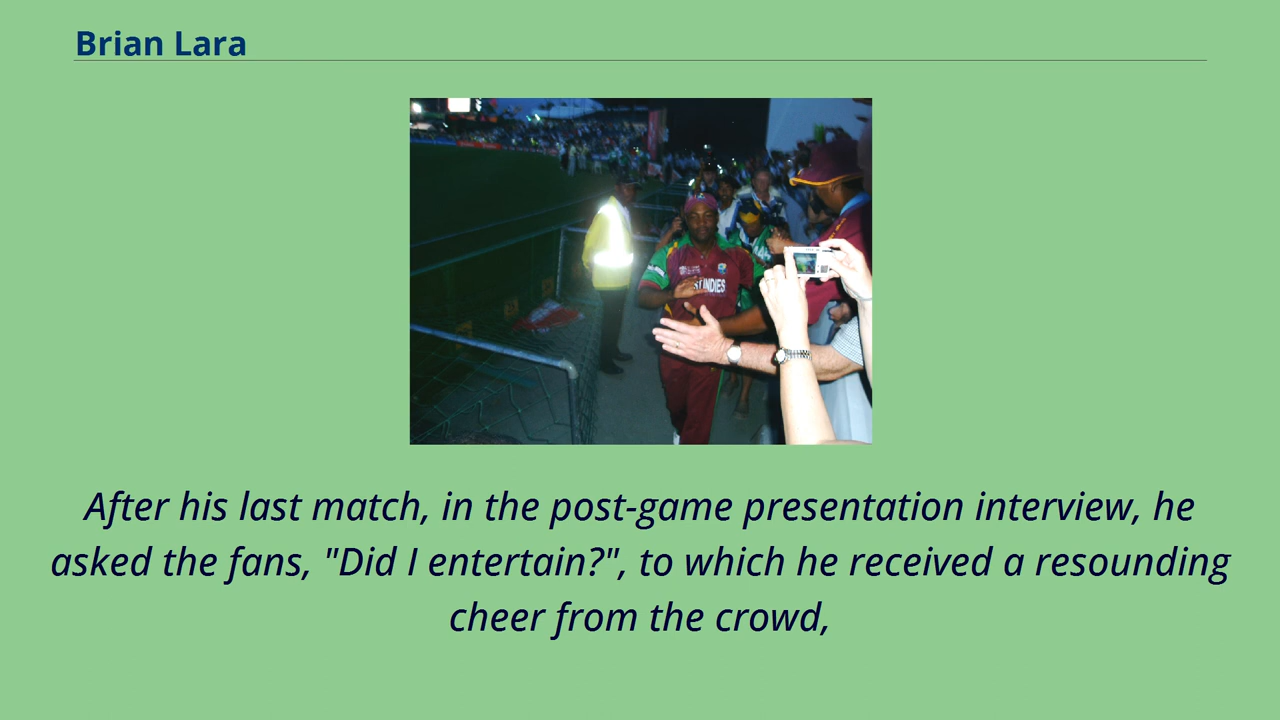 Brian Lara
INDIES
After his last match, in the post-game presentation interview, he
asked the fans, "Did I entertain?", to which he received a resounding
cheer from the crowd,